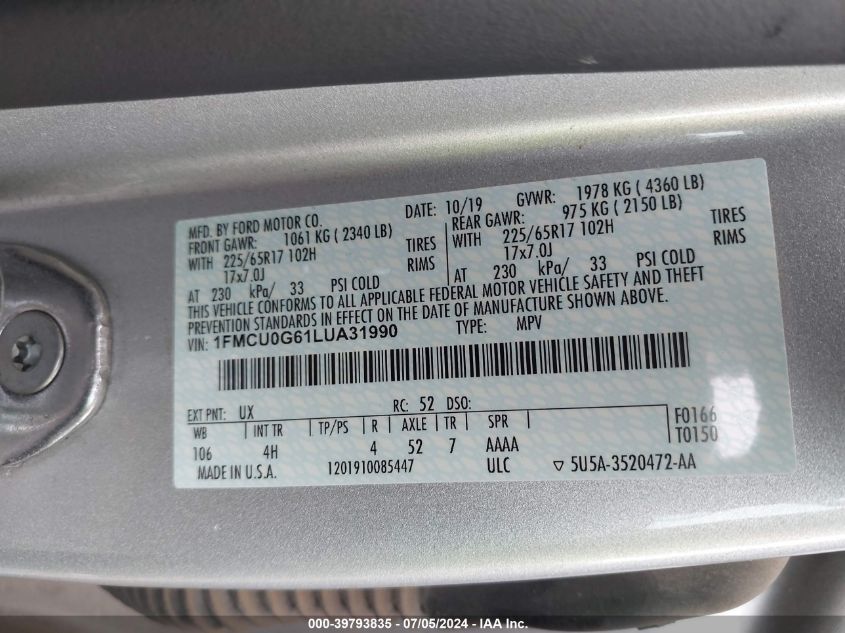 MFD. BY FORD MOTOR CO.
DATE: 10/19 GVWR: 1978 KG ( 4360 LB)
FRONT GAWR: 1061 KG ( 2340 LB) REAR GAWR: 975 KG ( 2150 LB)
WITH 225/65R17 102H TIRES WITH 225/65R17 102H TIRES
17x7.0J RIMS 17x7.0J RIMS
AT 230 kPa/ 33 PSI COLD AT 230 kPa/ 33 PSI COLD
THIS VEHICLE CONFORMS TO ALL APPLICABLE FEDERAL MOTOR VEHICLE SAFETY AND THEFT
PREVENTION STANDARDS IN EFFECT ON THE DATE OF MANUFACTURE SHOWN ABOVE.
VIN: 1FMCU0G61LUA31990 TYPE: MPV
EXT PNT: UX RC: 52 DSO:
WB INT TR TP/PS R AXLE TR SPR F0166
106 4H 4 52 7 AAAA T0150
MADE IN U.S.A. 1201910085447 ULC ▽ 5U5A-3520472-AA
000-39793835 - 07/05/2024 - IAA Inc.